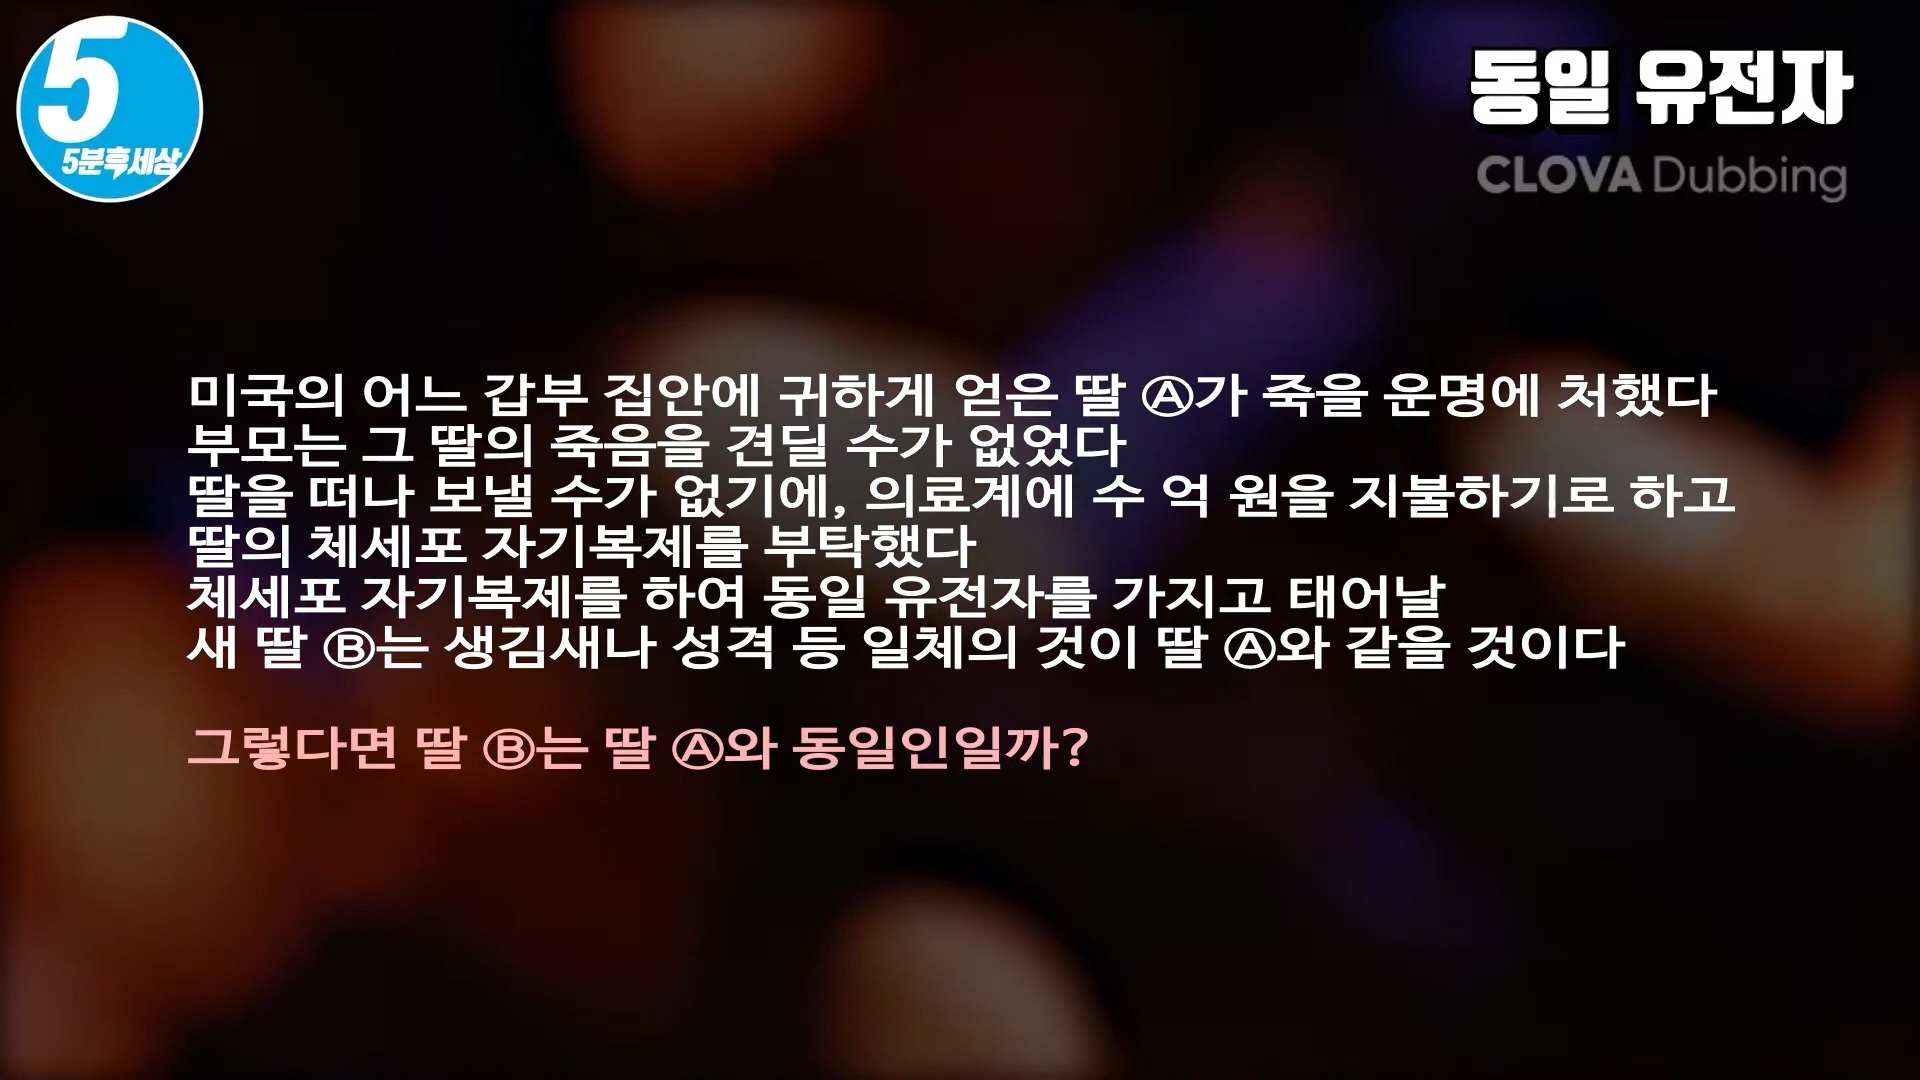 5
5분후세상
동일 유전자
CLOVA Dubbing
미국의 어느 갑부 집안에 귀하게 얻은 딸 Ⓐ가 죽을 운명에 처했다
부모는 그 딸의 죽음을 견딜 수가 없었다
딸을 떠나 보낼 수가 없기에, 의료계에 수 억 원을 지불하기로 하고
딸의 체세포 자기복제를 부탁했다
체세포 자기복제를 하여 동일 유전자를 가지고 태어날
새 딸 Ⓑ는 생김새나 성격 등 일체의 것이 딸 Ⓐ와 같을 것이다
그렇다면 딸 Ⓑ는 딸 Ⓐ와 동일인일까?